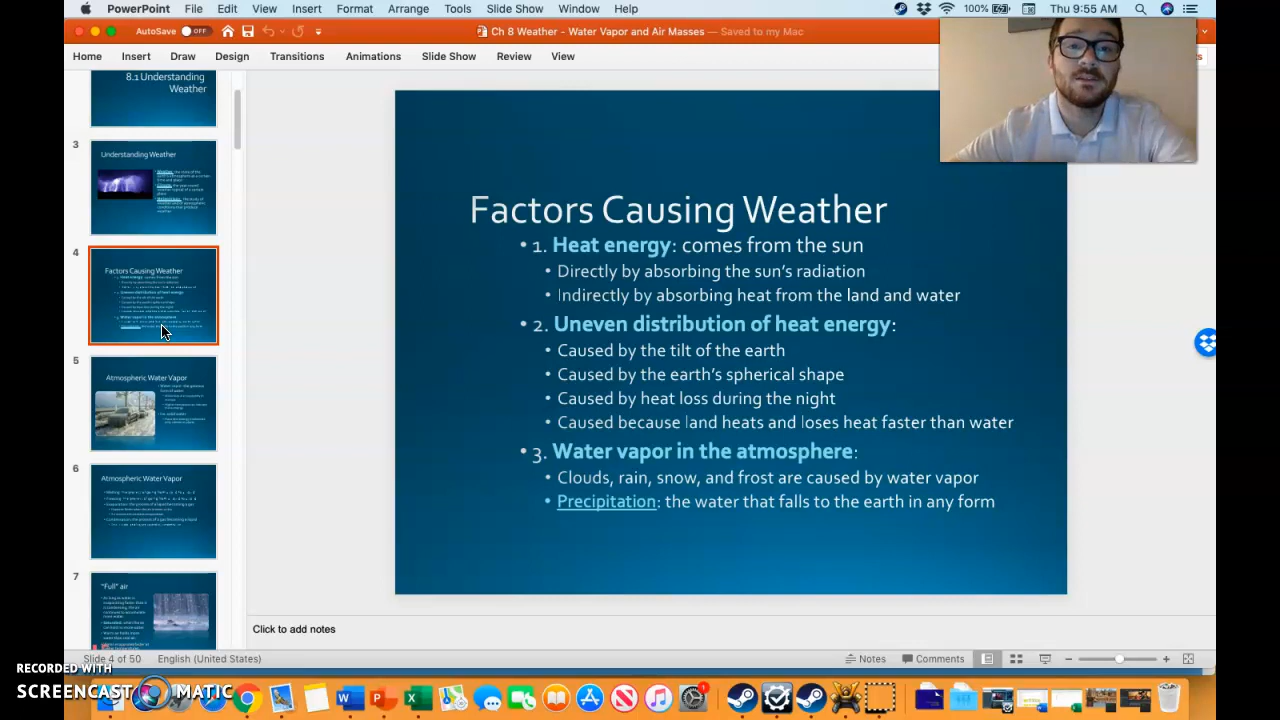 PowerPoint File Edit View Insert Format Arrange Tools Slide Show Window Help 100% Thu 9:55 AM
AutoSave OFF Ch 8 Weather - Water Vapor and Air Masses — Saved to my Mac
Home Insert Draw Design Transitions Animations Slide Show Review View
8.1 Understanding
Weather
3
Understanding Weather
4
Factors Causing Weather
5
Atmospheric Water Vapor
6
Atmospheric Water Vapor
7
"Full" air
Factors Causing Weather
• 1. Heat energy: comes from the sun
• Directly by absorbing the sun's radiation
• Indirectly by absorbing heat from the land and water
• 2. Uneven distribution of heat energy:
• Caused by the tilt of the earth
• Caused by the earth's spherical shape
• Caused by heat loss during the night
• Caused because land heats and loses heat faster than water
• 3. Water vapor in the atmosphere:
• Clouds, rain, snow, and frost are caused by water vapor
• Precipitation: the water that falls to the earth in any form
Click to add notes
Slide 4 of 50 English (United States) Notes Comments
RECORDED WITH
SCREENCAST MATIC